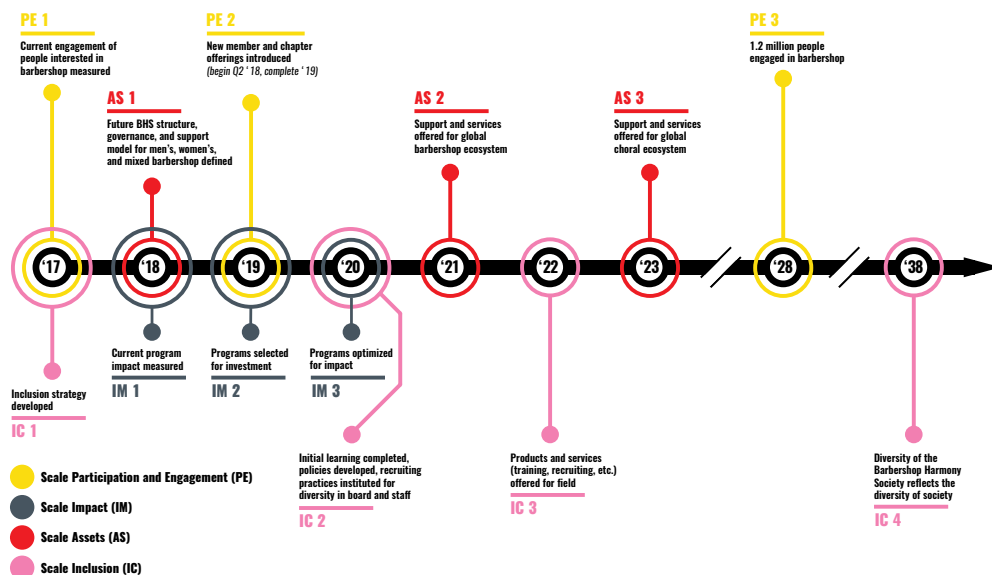 PE 1
Current engagement of
people interested in
barbershop measured
PE 2
New member and chapter
offerings introduced
(begin Q2 ‘ 18, complete ‘ 19)
PE 3
1.2 million people
engaged in barbershop
AS 1
Future BHS structure,
governance, and support
model for men’s, women’s,
and mixed barbershop defined
AS 2
Support and services
offered for global
barbershop ecosystem
AS 3
Support and services
offered for global
choral ecosystem
‘17
‘18
‘19
‘20
‘21
‘22
‘23
‘28
‘38
Inclusion strategy
developed
IC 1
Current program
impact measured
IM 1
Programs selected
for investment
IM 2
Programs optimized
for impact
IM 3
Initial learning completed,
policies developed, recruiting
practices instituted for
diversity in board and staff
IC 2
Products and services
(training, recruiting, etc.)
offered for field
IC 3
Diversity of the
Barbershop Harmony
Society reflects the
diversity of society
IC 4
Scale Participation and Engagement (PE)
Scale Impact (IM)
Scale Assets (AS)
Scale Inclusion (IC)